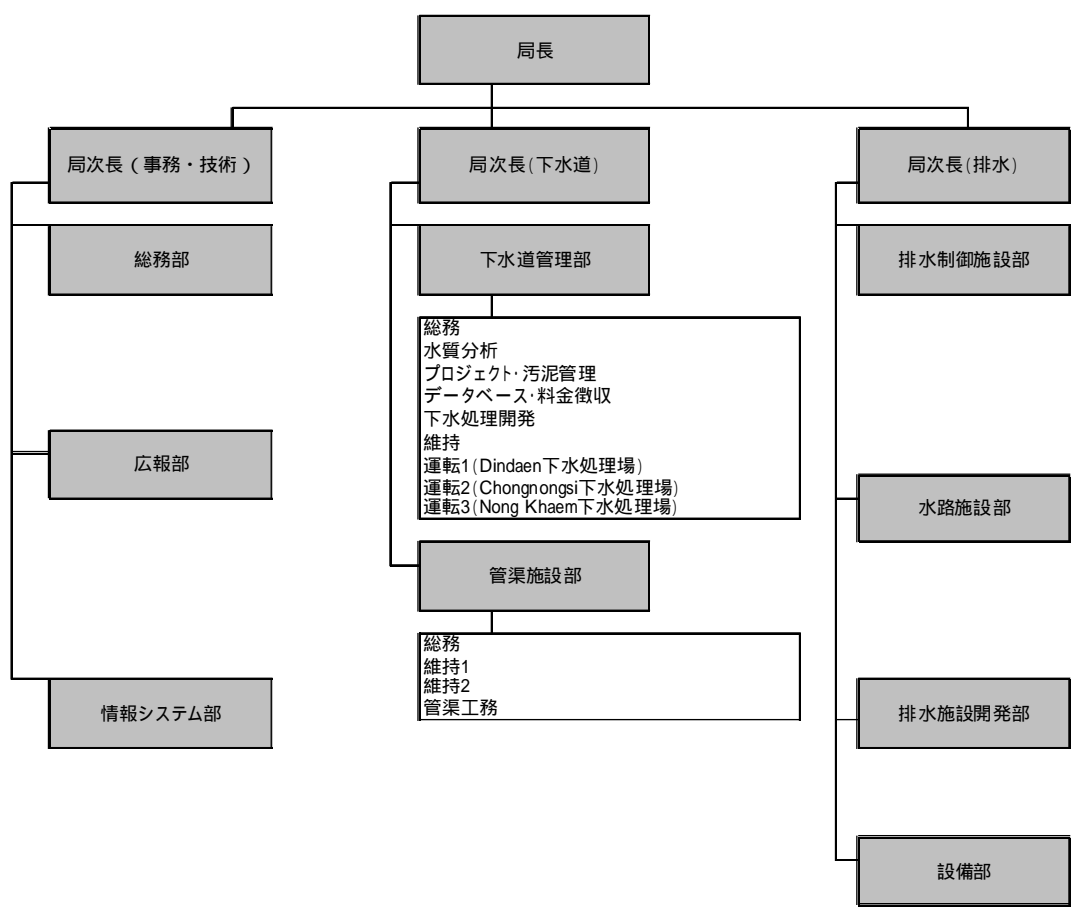 局長
局次長（事務・技術）
局次長(下水道)
局次長(排水)
総務部
下水道管理部
排水制御施設部
総務
水質分析
プロジェクト･汚泥管理
データベース･料金徴収
下水処理開発
維持
運転1(Dindaen下水処理場)
運転2(Chongnongsi下水処理場)
運転3(Nong Khaem下水処理場)
広報部
水路施設部
管渠施設部
総務
維持1
維持2
管渠工務
情報システム部
排水施設開発部
設備部